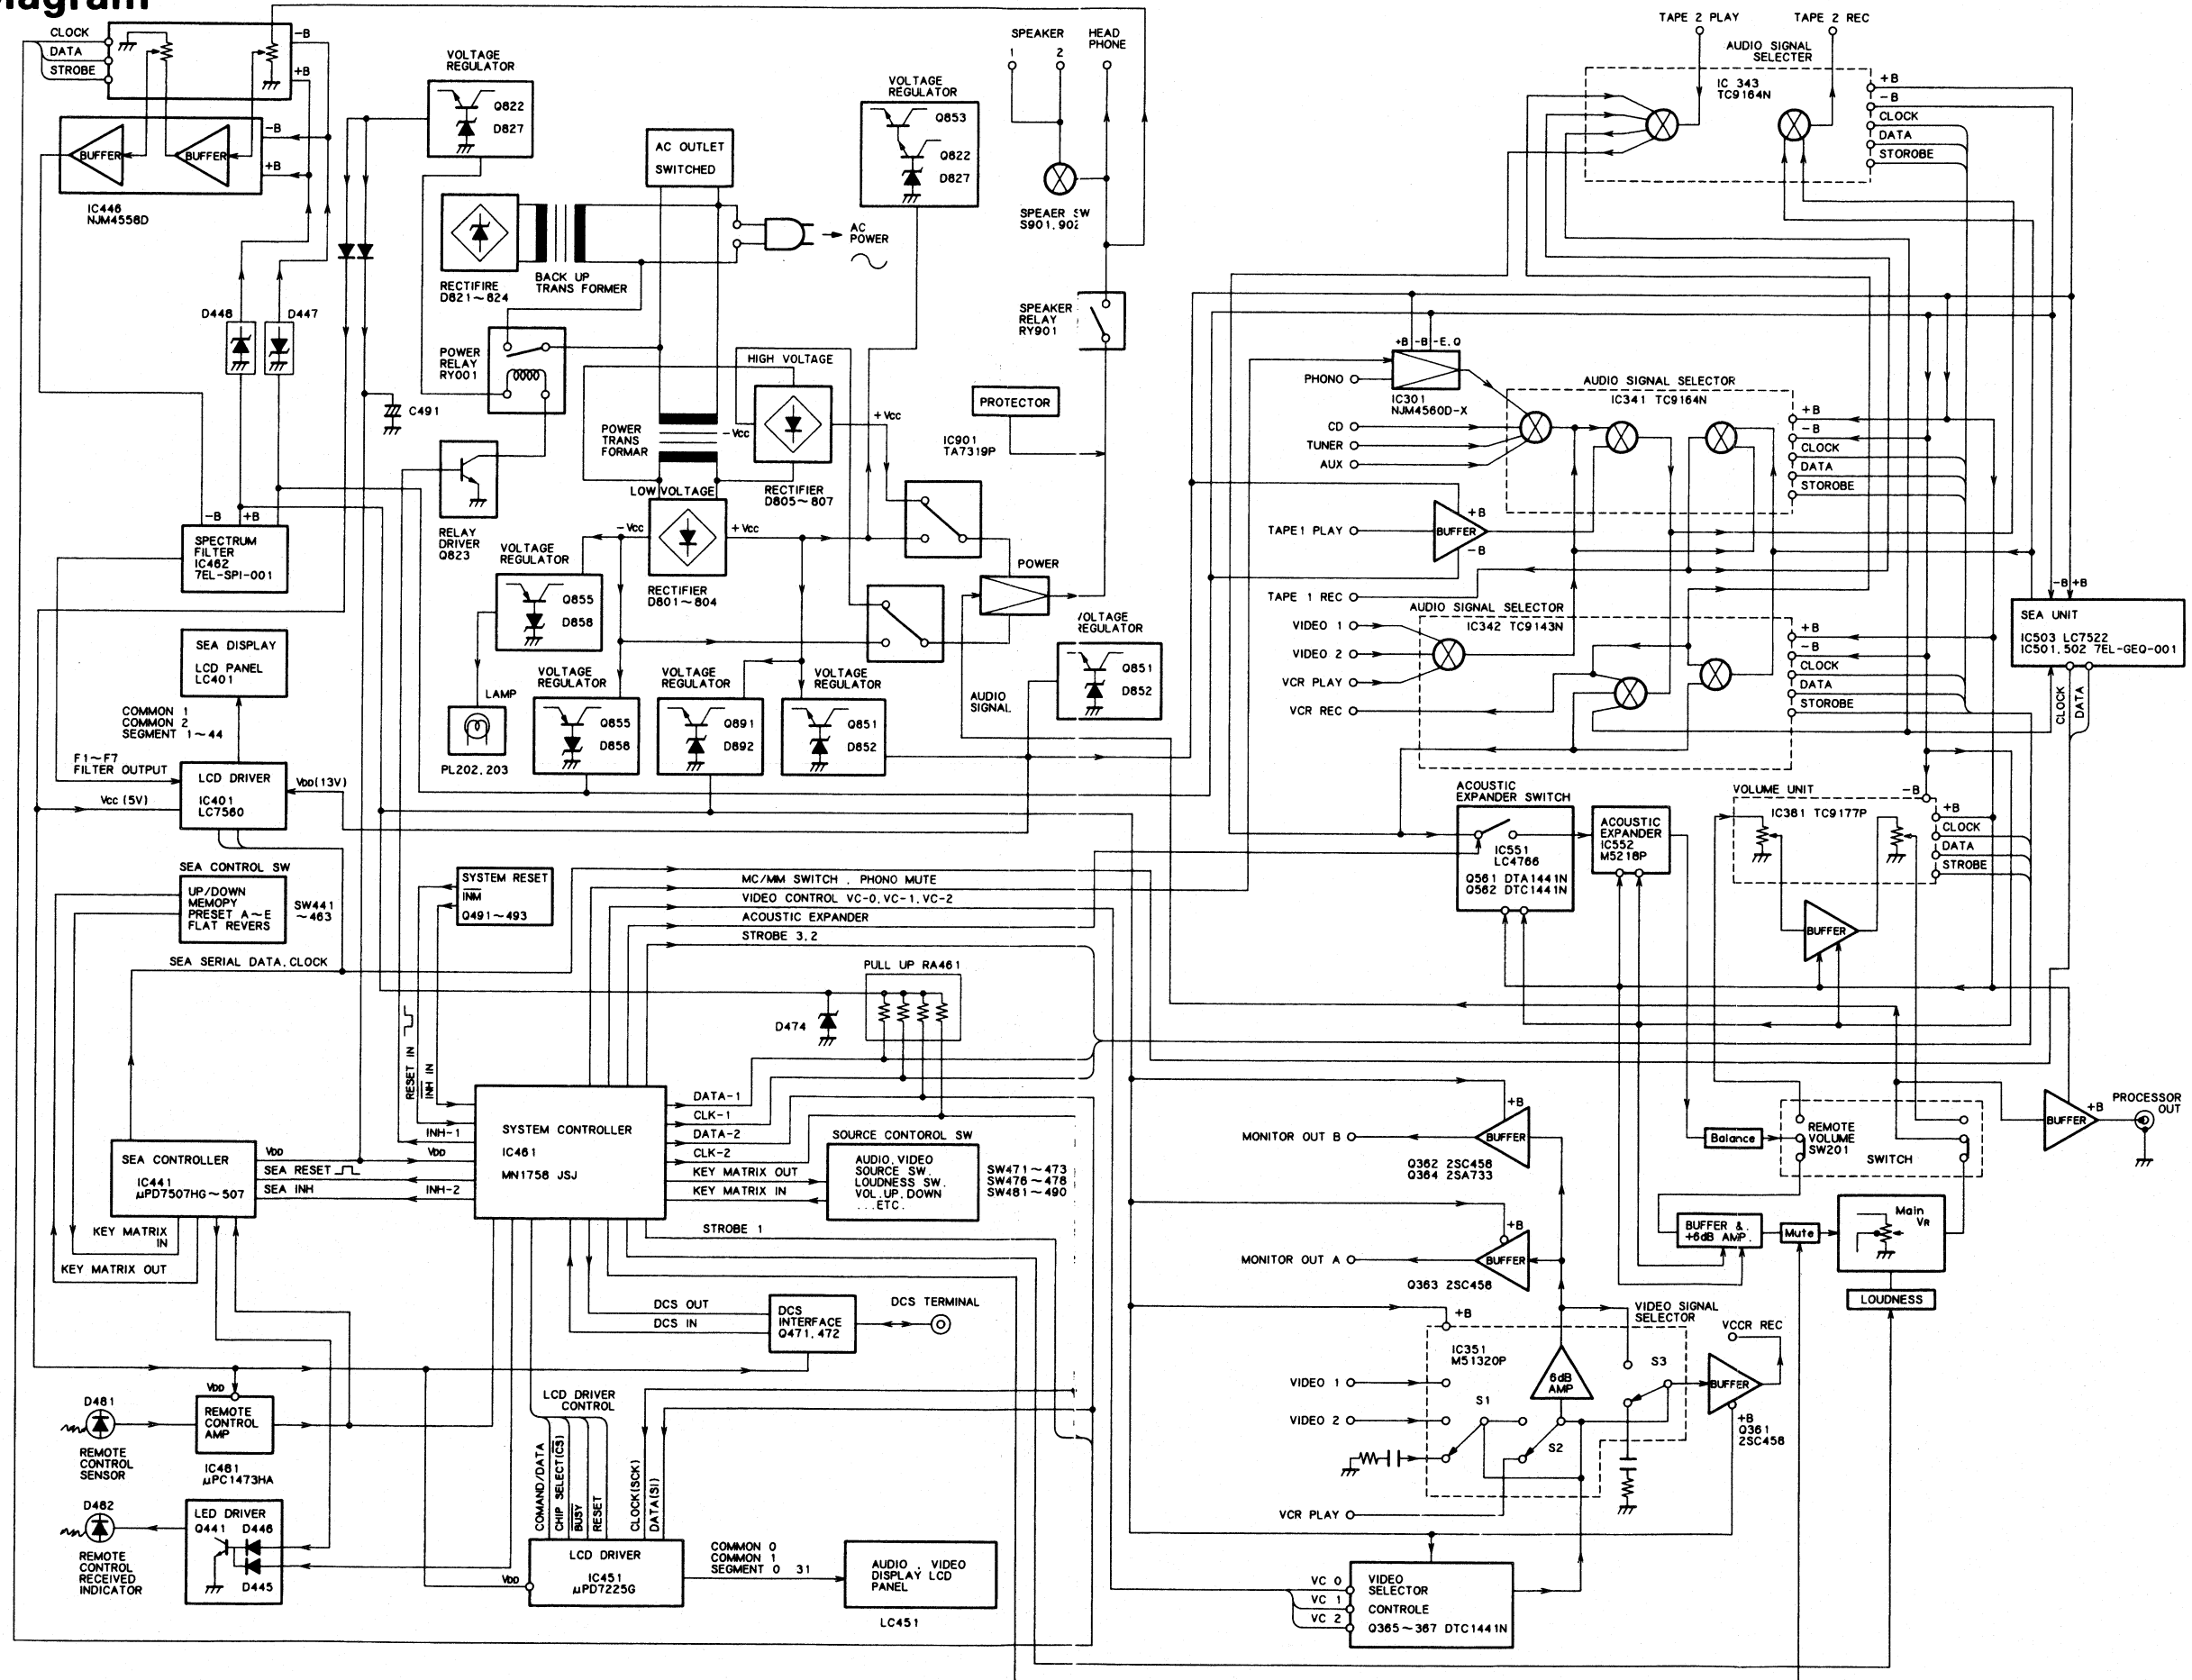 CLOCK
DATA
STROBE
-B
+B
-B
+B
BUFFER
BUFFER
IC446
NJM4558D
VOLTAGE
REGULATOR
Q822
D827
AC OUTLET
SWITCHED
VOLTAGE
REGULATOR
Q853
Q822
D827
SPEAKER
1 2
HEAD
PHONE
SPEAER SW
S901,902
RECTIFIRE
D821~824
BACK UP
TRANS FORMER
AC
POWER
D448
D447
POWER
RELAY
RY001
HIGH VOLTAGE
SPEAKER
RELAY
RY901
C491
POWER
TRANS
FORMAR
-Vcc
+Vcc
RECTIFIER
D805~807
PROTECTOR
IC901
TA7319P
RELAY
DRIVER
Q823
LOW VOLTAGE
-Vcc
+Vcc
RECTIFIER
D801~804
-B
+B
SPECTRUM
FILTER
IC462
7EL-SPI-001
VOLTAGE
REGULATOR
Q855
D858
POWER
LAMP
PL202,203
VOLTAGE
REGULATOR
Q855
D858
VOLTAGE
REGULATOR
Q891
D892
VOLTAGE
REGULATOR
Q851
D852
AUDIO
SIGNAL
Q851
D852
SEA DISPLAY
LCD PANEL
LC401
COMMON 1
COMMON 2
SEGMENT 1~44
F1~F7
FILTER OUTPUT
Vcc (5V)
LCD DRIVER
IC401
LC7560
VDD(13V)
SEA CONTROL SW
UP/DOWN
MEMOPY
PRESET A~E
FLAT REVERS
SW441
~463
SEA SERIAL DATA,CLOCK
SYSTEM RESET
INM
Q491~493
MC/MM SWITCH , PHONO MUTE
VIDEO CONTROL VC-0,VC-1,VC-2
ACOUSTIC EXPANDER
STROBE 3,2
PULL UP RA461
D474
RESET IN
INH IN
SEA CONTROLLER
IC441
μPD7507HG~507
VDD
SEA RESET
SEA INH
INH-1
VDD
INH-2
SYSTEM CONTROLLER
IC461
MN1758 JSJ
DATA-1
CLK-1
DATA-2
CLK-2
KEY MATRIX OUT
KEY MATRIX IN
STROBE 1
SOURCE CONTOROL SW
AUDIO,VIDEO
SOURCE SW.
LOUDNESS SW.
VOL.UP,DOWN
...ETC.
SW471~473
SW476~478
SW481~490
KEY MATRIX
IN
KEY MATRIX OUT
DCS OUT
DCS IN
DCS
INTERFACE
Q471,472
DCS TERMINAL
VDD
D481
REMOTE
CONTROL
SENSOR
REMOTE
CONTROL
AMP
IC481
μPC1473HA
D482
REMOTE
CONTROL
RECEIVED
INDICATOR
LED DRIVER
Q441 D446
D445
LCD DRIVER
CONTROL
COMAND/DATA
CHIP SELECT(CS)
BUSY
RESET
CLOCK(SCK)
DATA(SI)
VDD
LCD DRIVER
IC451
μPD7225G
COMMON 0
COMMON 1
SEGMENT 0 31
AUDIO , VIDEO
DISPLAY LCD
PANEL
LC451
TAPE 2 PLAY
TAPE 2 REC
AUDIO SIGNAL
SELECTER
IC 343
TC9164N
+B
-B
CLOCK
DATA
STOROBE
+B -B -E.Q
PHONO
IC301
NJM4560D-X
CD
TUNER
AUX
TAPE1 PLAY
BUFFER
+B
-B
TAPE 1 REC
AUDIO SIGNAL SELECTOR
IC341 TC9164N
+B
-B
CLOCK
DATA
STOROBE
AUDIO SIGNAL SELECTOR
IC342 TC9143N
VIDEO 1
VIDEO 2
VCR PLAY
VCR REC
+B
-B
CLOCK
DATA
STOROBE
-B +B
SEA UNIT
IC503 LC7522
IC501,502 7EL-GEQ-001
CLOCK
DATA
ACOUSTIC
EXPANDER SWITCH
IC551
LC4766
Q561 DTA1441N
Q562 DTC1441N
ACOUSTIC
EXPANDER
IC552
M5218P
VOLUME UNIT
-B
IC381 TC9177P
+B
CLOCK
DATA
STROBE
BUFFER
MONITOR OUT B
BUFFER
+B
Q362 2SC458
Q364 2SA733
MONITOR OUT A
BUFFER
+B
Q363 2SC458
Balance
REMOTE
VOLUME
SW201
SWITCH
BUFFER
+B
PROCESSOR
OUT
BUFFER &
+6dB AMP.
Mute
Main
VR
LOUDNESS
+B
VIDEO SIGNAL
SELECTOR
IC351
M51320P
6dB
AMP
S1
S2
S3
VIDEO 1
VIDEO 2
VCR PLAY
VCCR REC
BUFFER
+B
Q361
2SC458
VC 0
VC 1
VC 2
VIDEO
SELECTOR
CONTROLE
Q365~367 DTC1441N